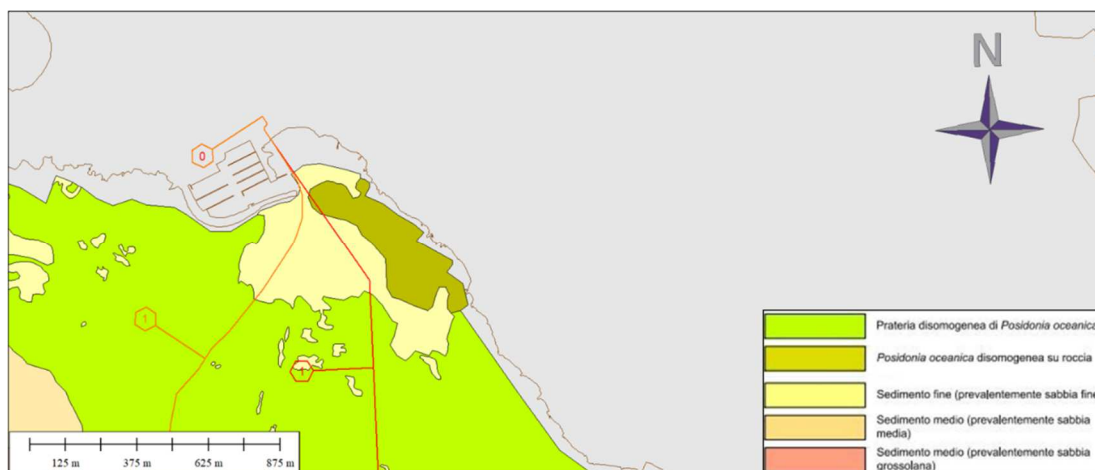 N
0
1
1
Prateria disomogenea di Posidonia oceanica
Posidonia oceanica disomogenea su roccia
Sedimento fine (prevalentemente sabbia fine
Sedimento medio (prevalentemente sabbia
media)
Sedimento medio (prevalentemente sabbia
grossolana)
125 m 375 m 625 m 875 m